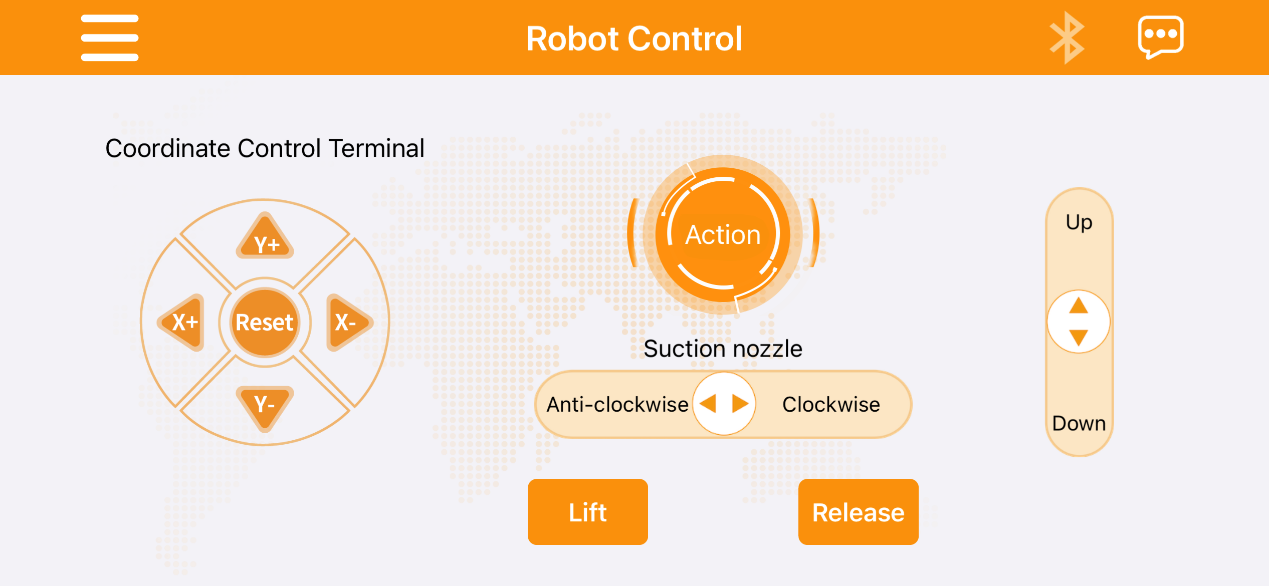 Robot Control
Coordinate Control Terminal
Y+
X+
Reset
X-
Y-
Action
Suction nozzle
Anti-clockwise
Clockwise
Lift
Release
Up
Down